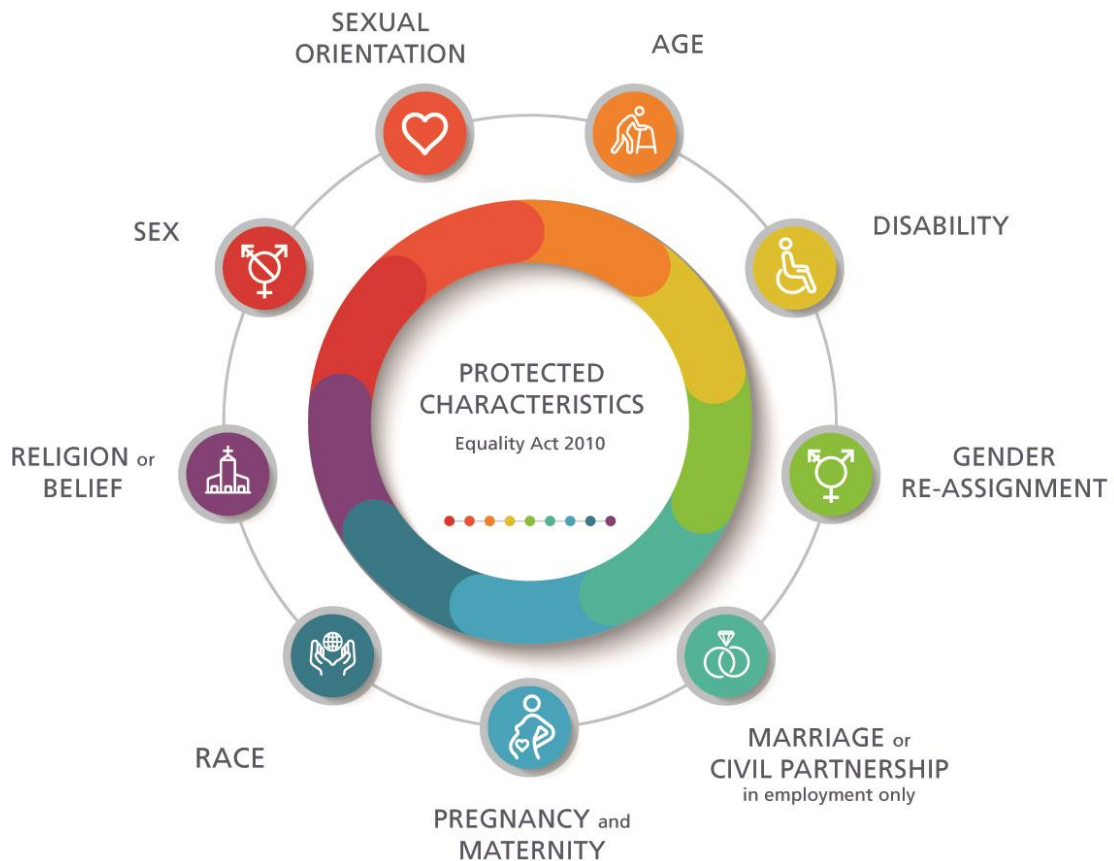 SEXUAL
ORIENTATION
AGE
DISABILITY
GENDER
RE-ASSIGNMENT
MARRIAGE or
CIVIL PARTNERSHIP
in employment only
PREGNANCY and
MATERNITY
RACE
RELIGION or
BELIEF
SEX
PROTECTED
CHARACTERISTICS
Equality Act 2010